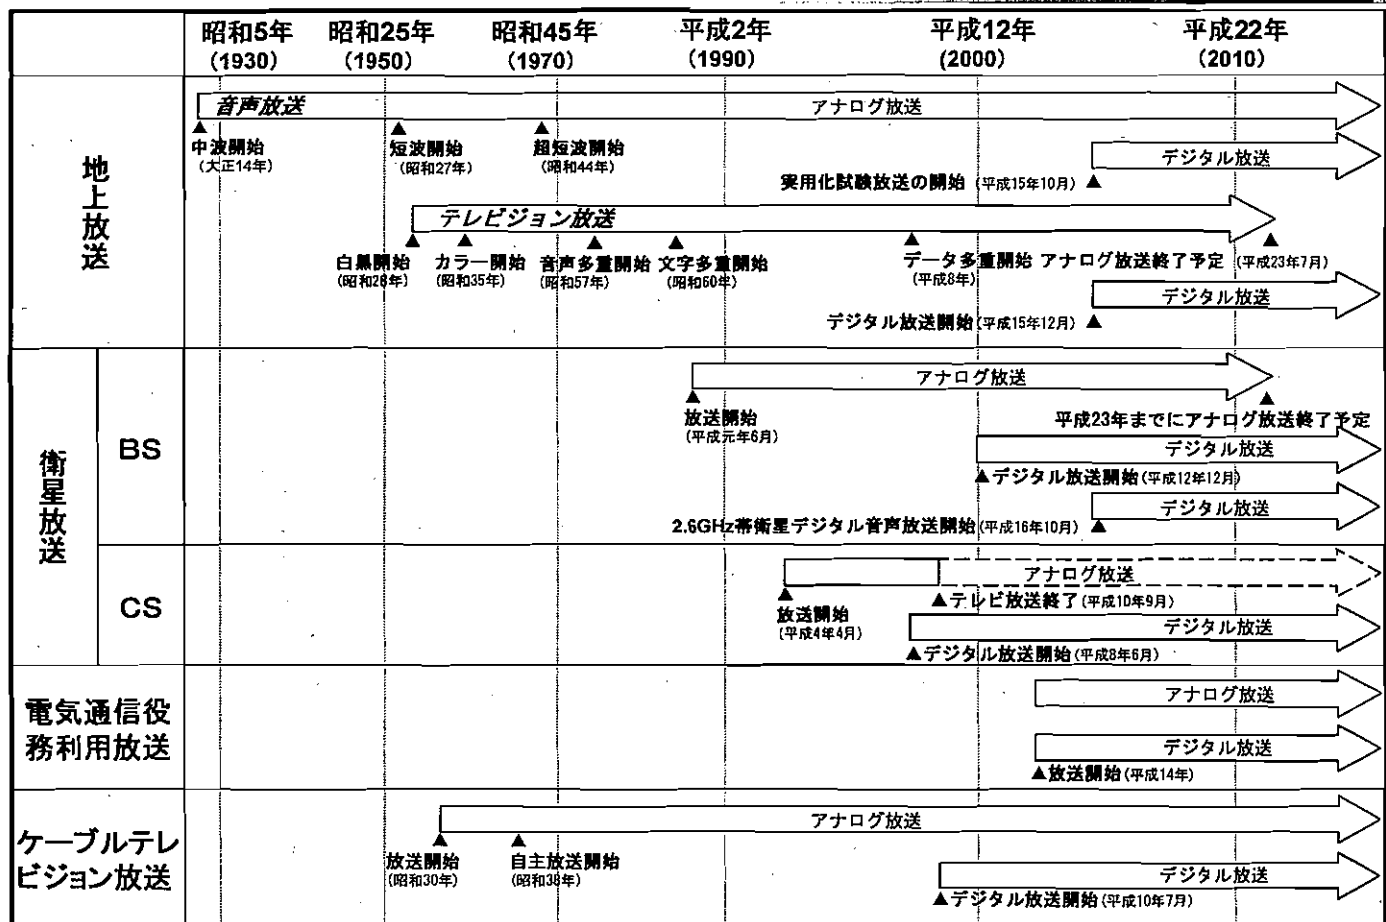 昭和5年 昭和25年 昭和45年 平成2年 平成12年 平成22年
(1930) (1950) (1970) (1990) (2000) (2010)
地上放送
音声放送 アナログ放送
中波開始 短波開始 超短波開始
(大正14年) (昭和27年) (昭和44年)
デジタル放送
実用化試験放送の開始 (平成15年10月)
テレビジョン放送
白黒開始 カラー開始 音声多重開始 文字多重開始 データ多重開始 アナログ放送終了予定 (平成23年7月)
(昭和28年) (昭和35年) (昭和57年) (昭和60年) (平成8年)
デジタル放送
デジタル放送開始 (平成15年12月)
衛星放送
BS
アナログ放送
放送開始
(平成元年6月)
平成23年までにアナログ放送終了予定
デジタル放送
デジタル放送開始 (平成12年12月)
デジタル放送
2.6GHz帯衛星デジタル音声放送開始 (平成16年10月)
CS
アナログ放送
放送開始
(平成4年4月)
テレビ放送終了 (平成10年9月)
デジタル放送
デジタル放送開始 (平成8年6月)
電気通信役
務利用放送
アナログ放送
デジタル放送
放送開始 (平成14年)
ケーブルテレ
ビジョン放送
アナログ放送
放送開始 自主放送開始
(昭和30年) (昭和38年)
デジタル放送
デジタル放送開始 (平成10年7月)